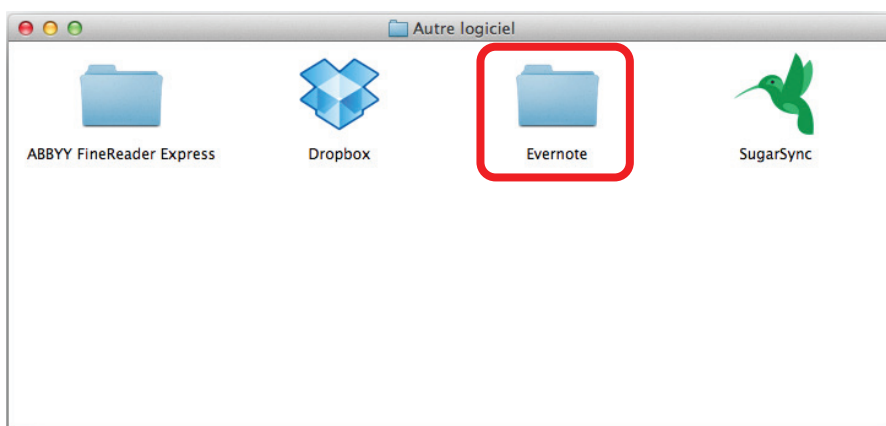 Autre logiciel
ABBYY FineReader Express
Dropbox
Evernote
SugarSync